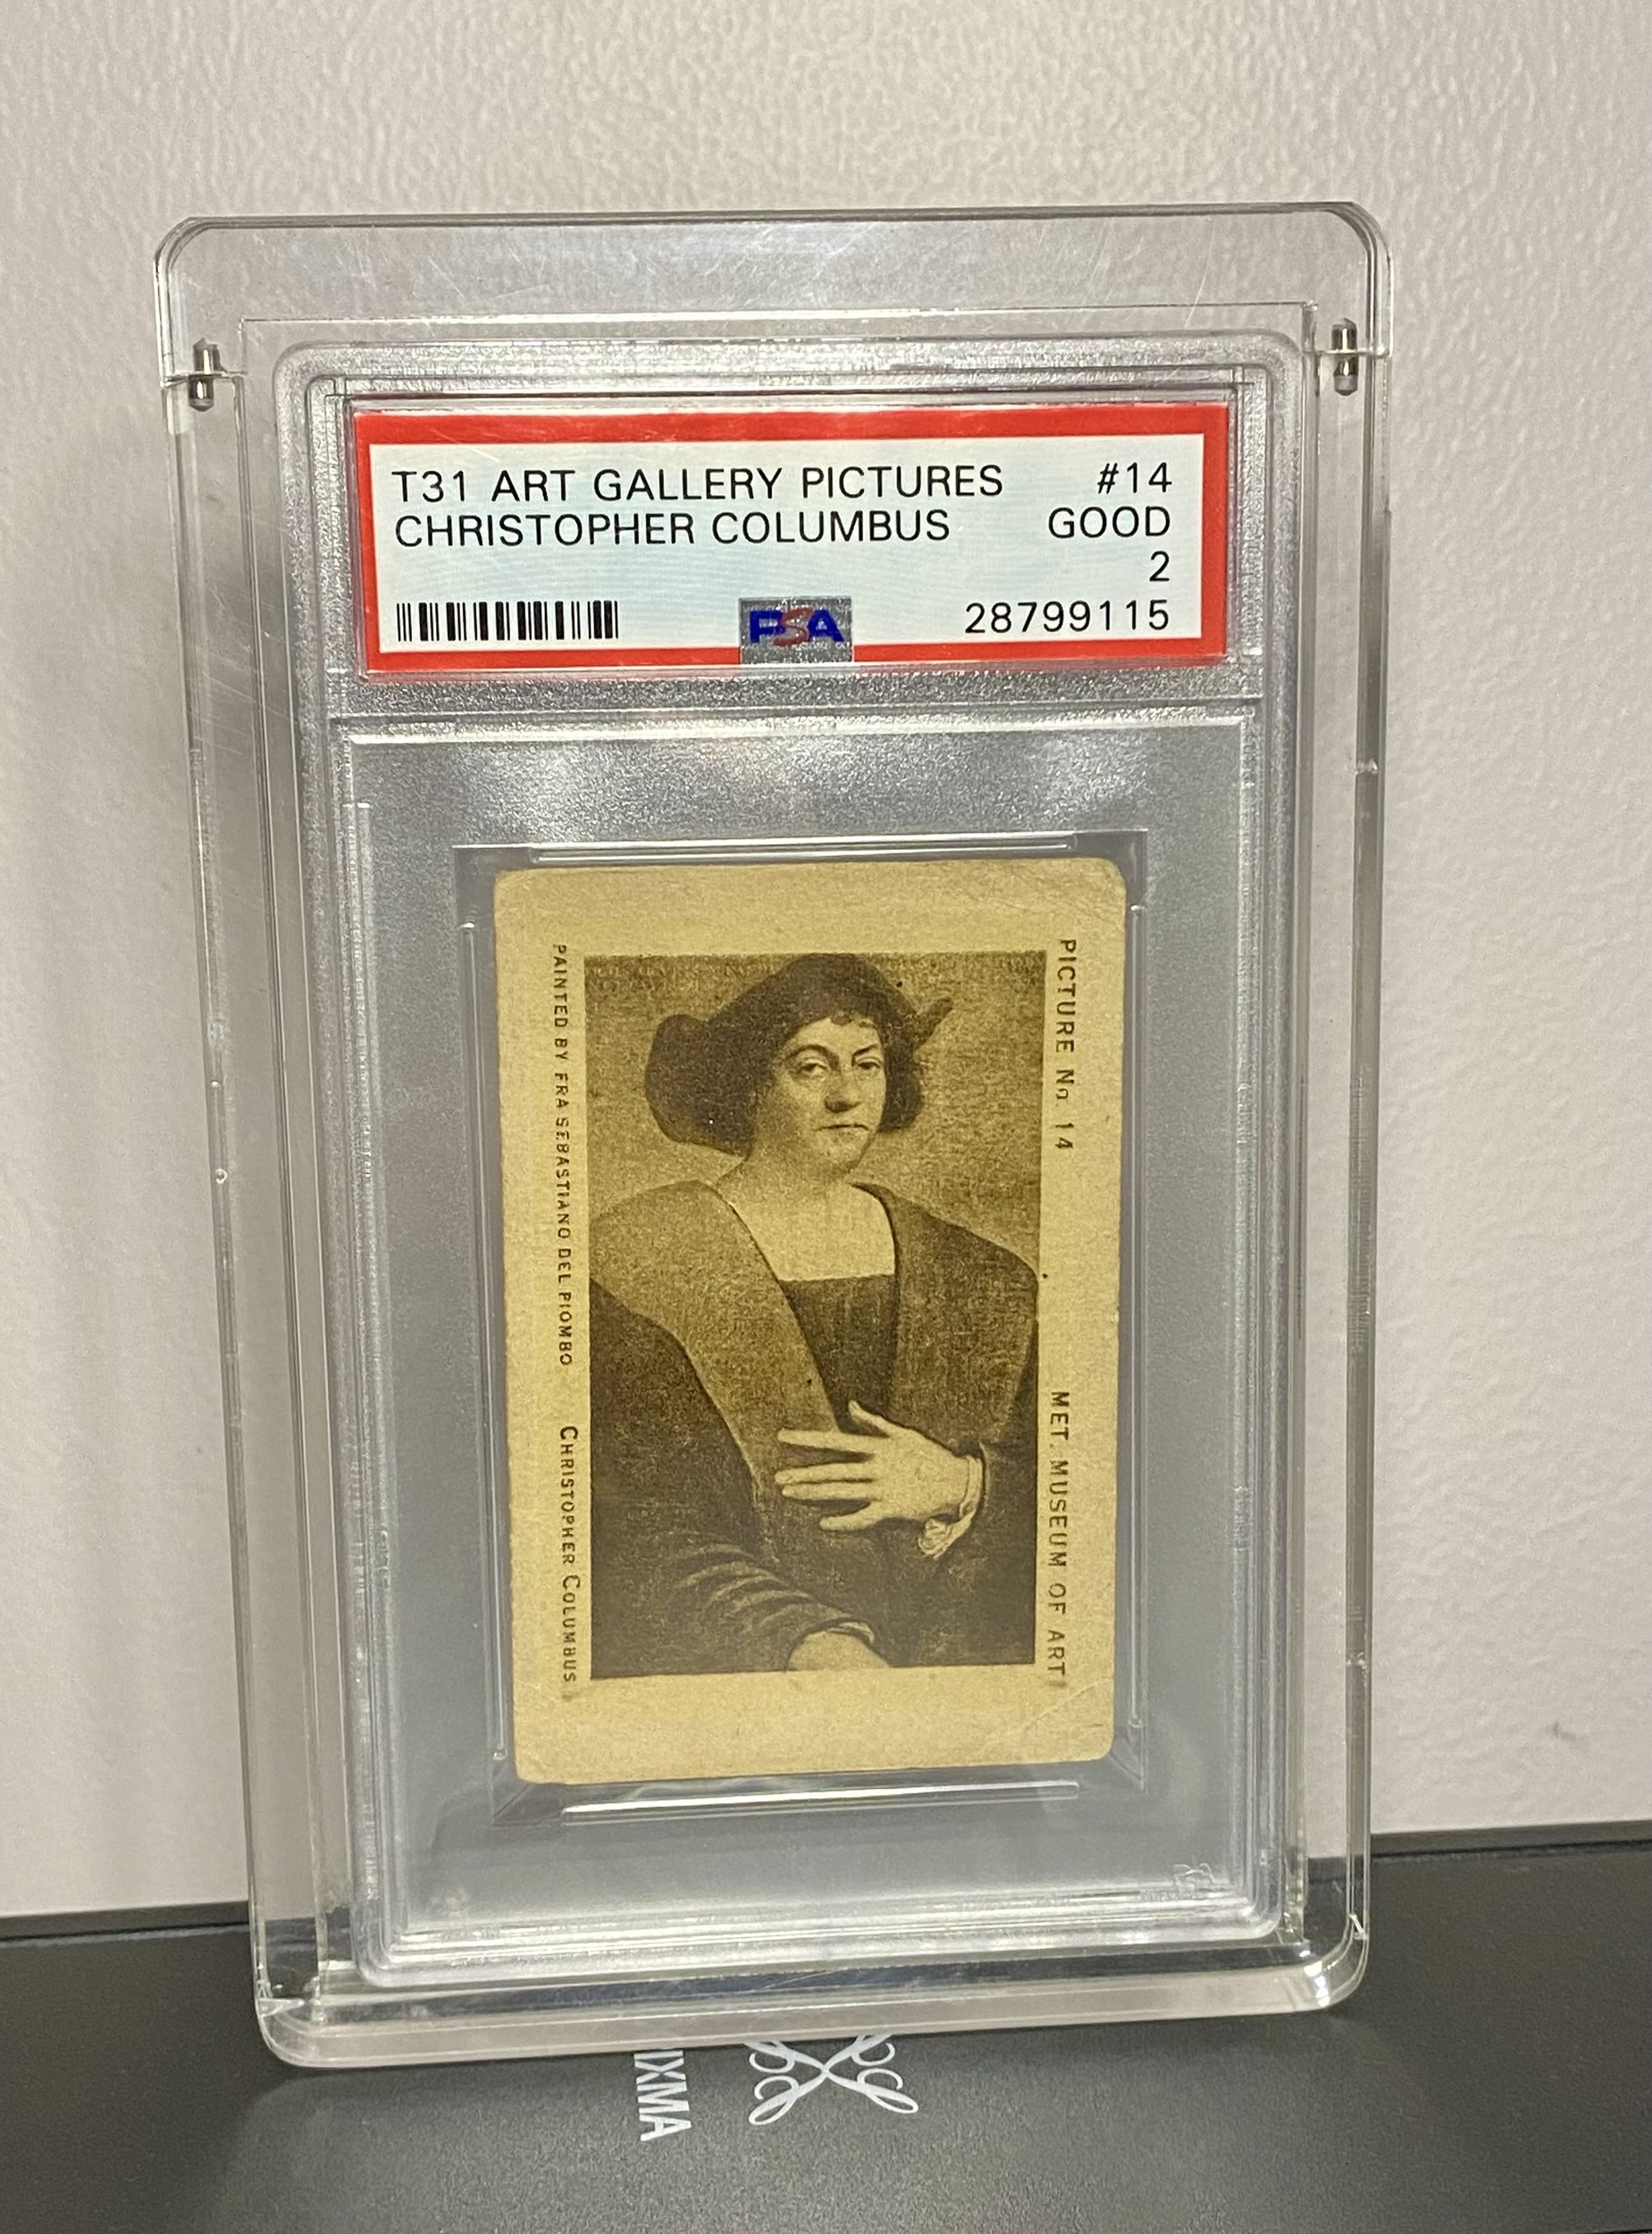 T31 ART GALLERY PICTURES #14
CHRISTOPHER COLUMBUS GOOD
2
PSA 28799115
PICTURE No. 14 MET. MUSEUM OF ART
PAINTED BY FRA SEBASTIANO DEL PIOMBO CHRISTOPHER COLUMBUS